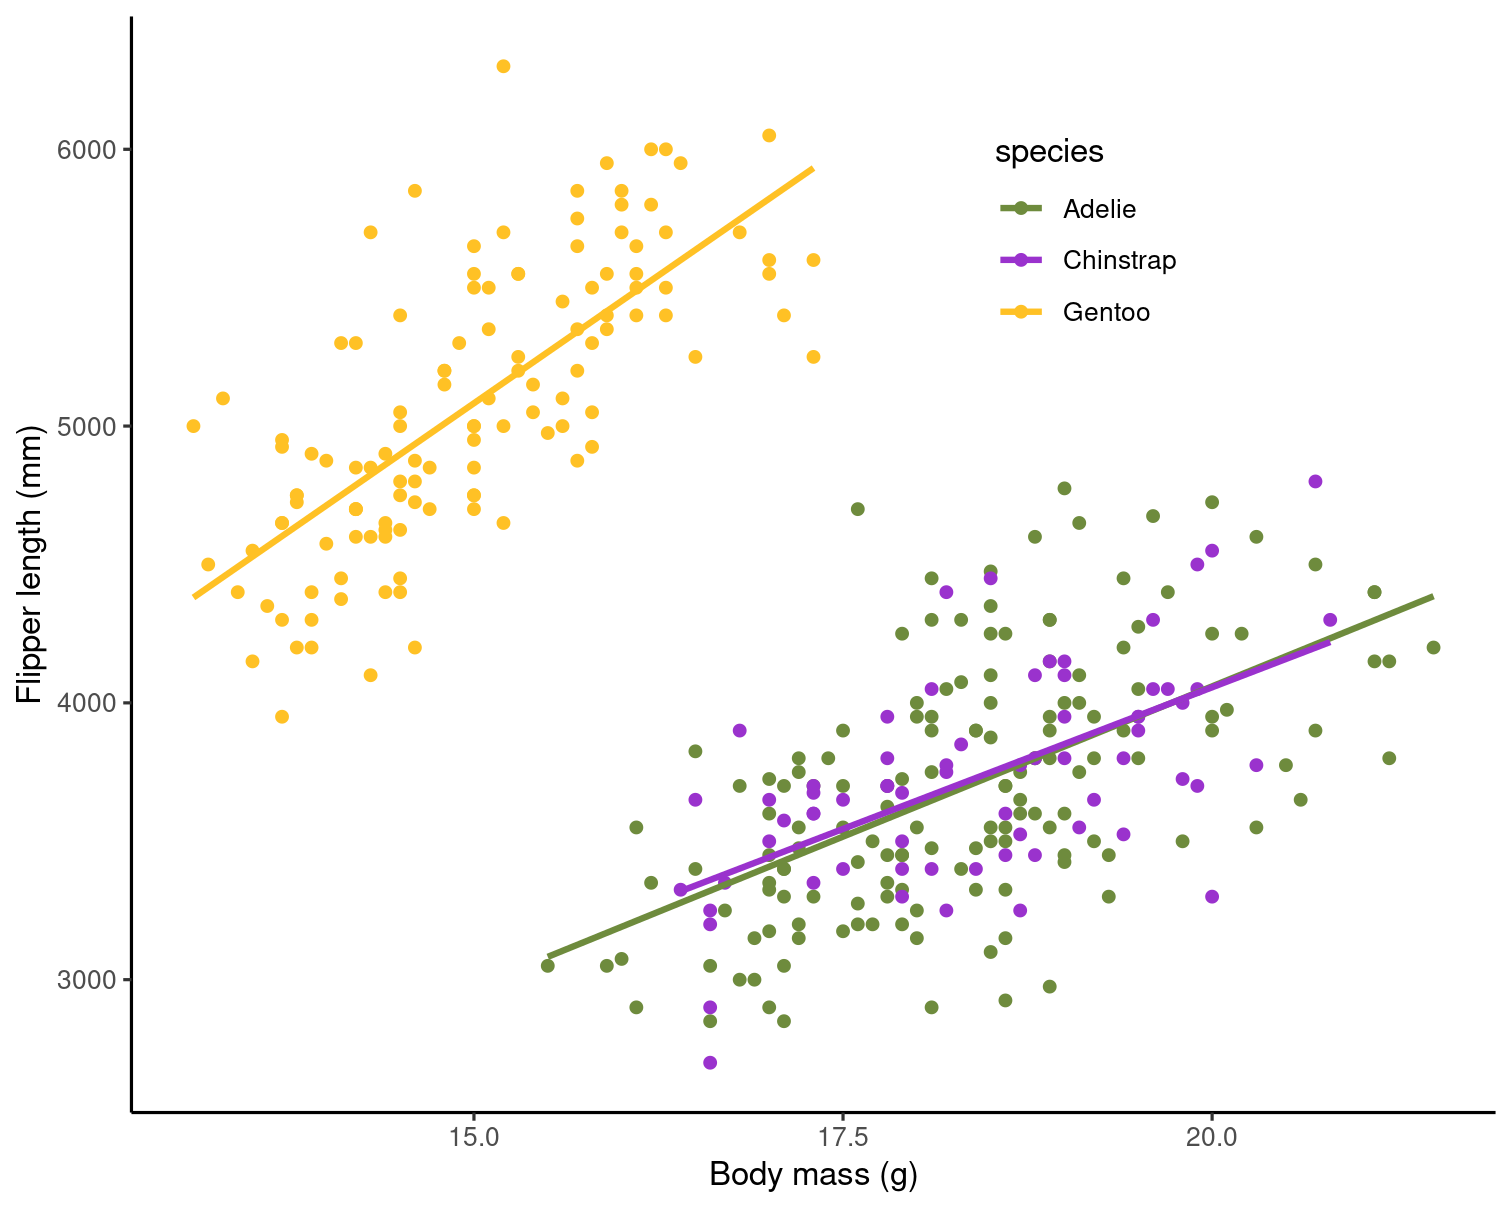 species
Adelie
Chinstrap
Gentoo
6000
5000
4000
3000
Flipper length (mm)
15.0 17.5 20.0
Body mass (g)